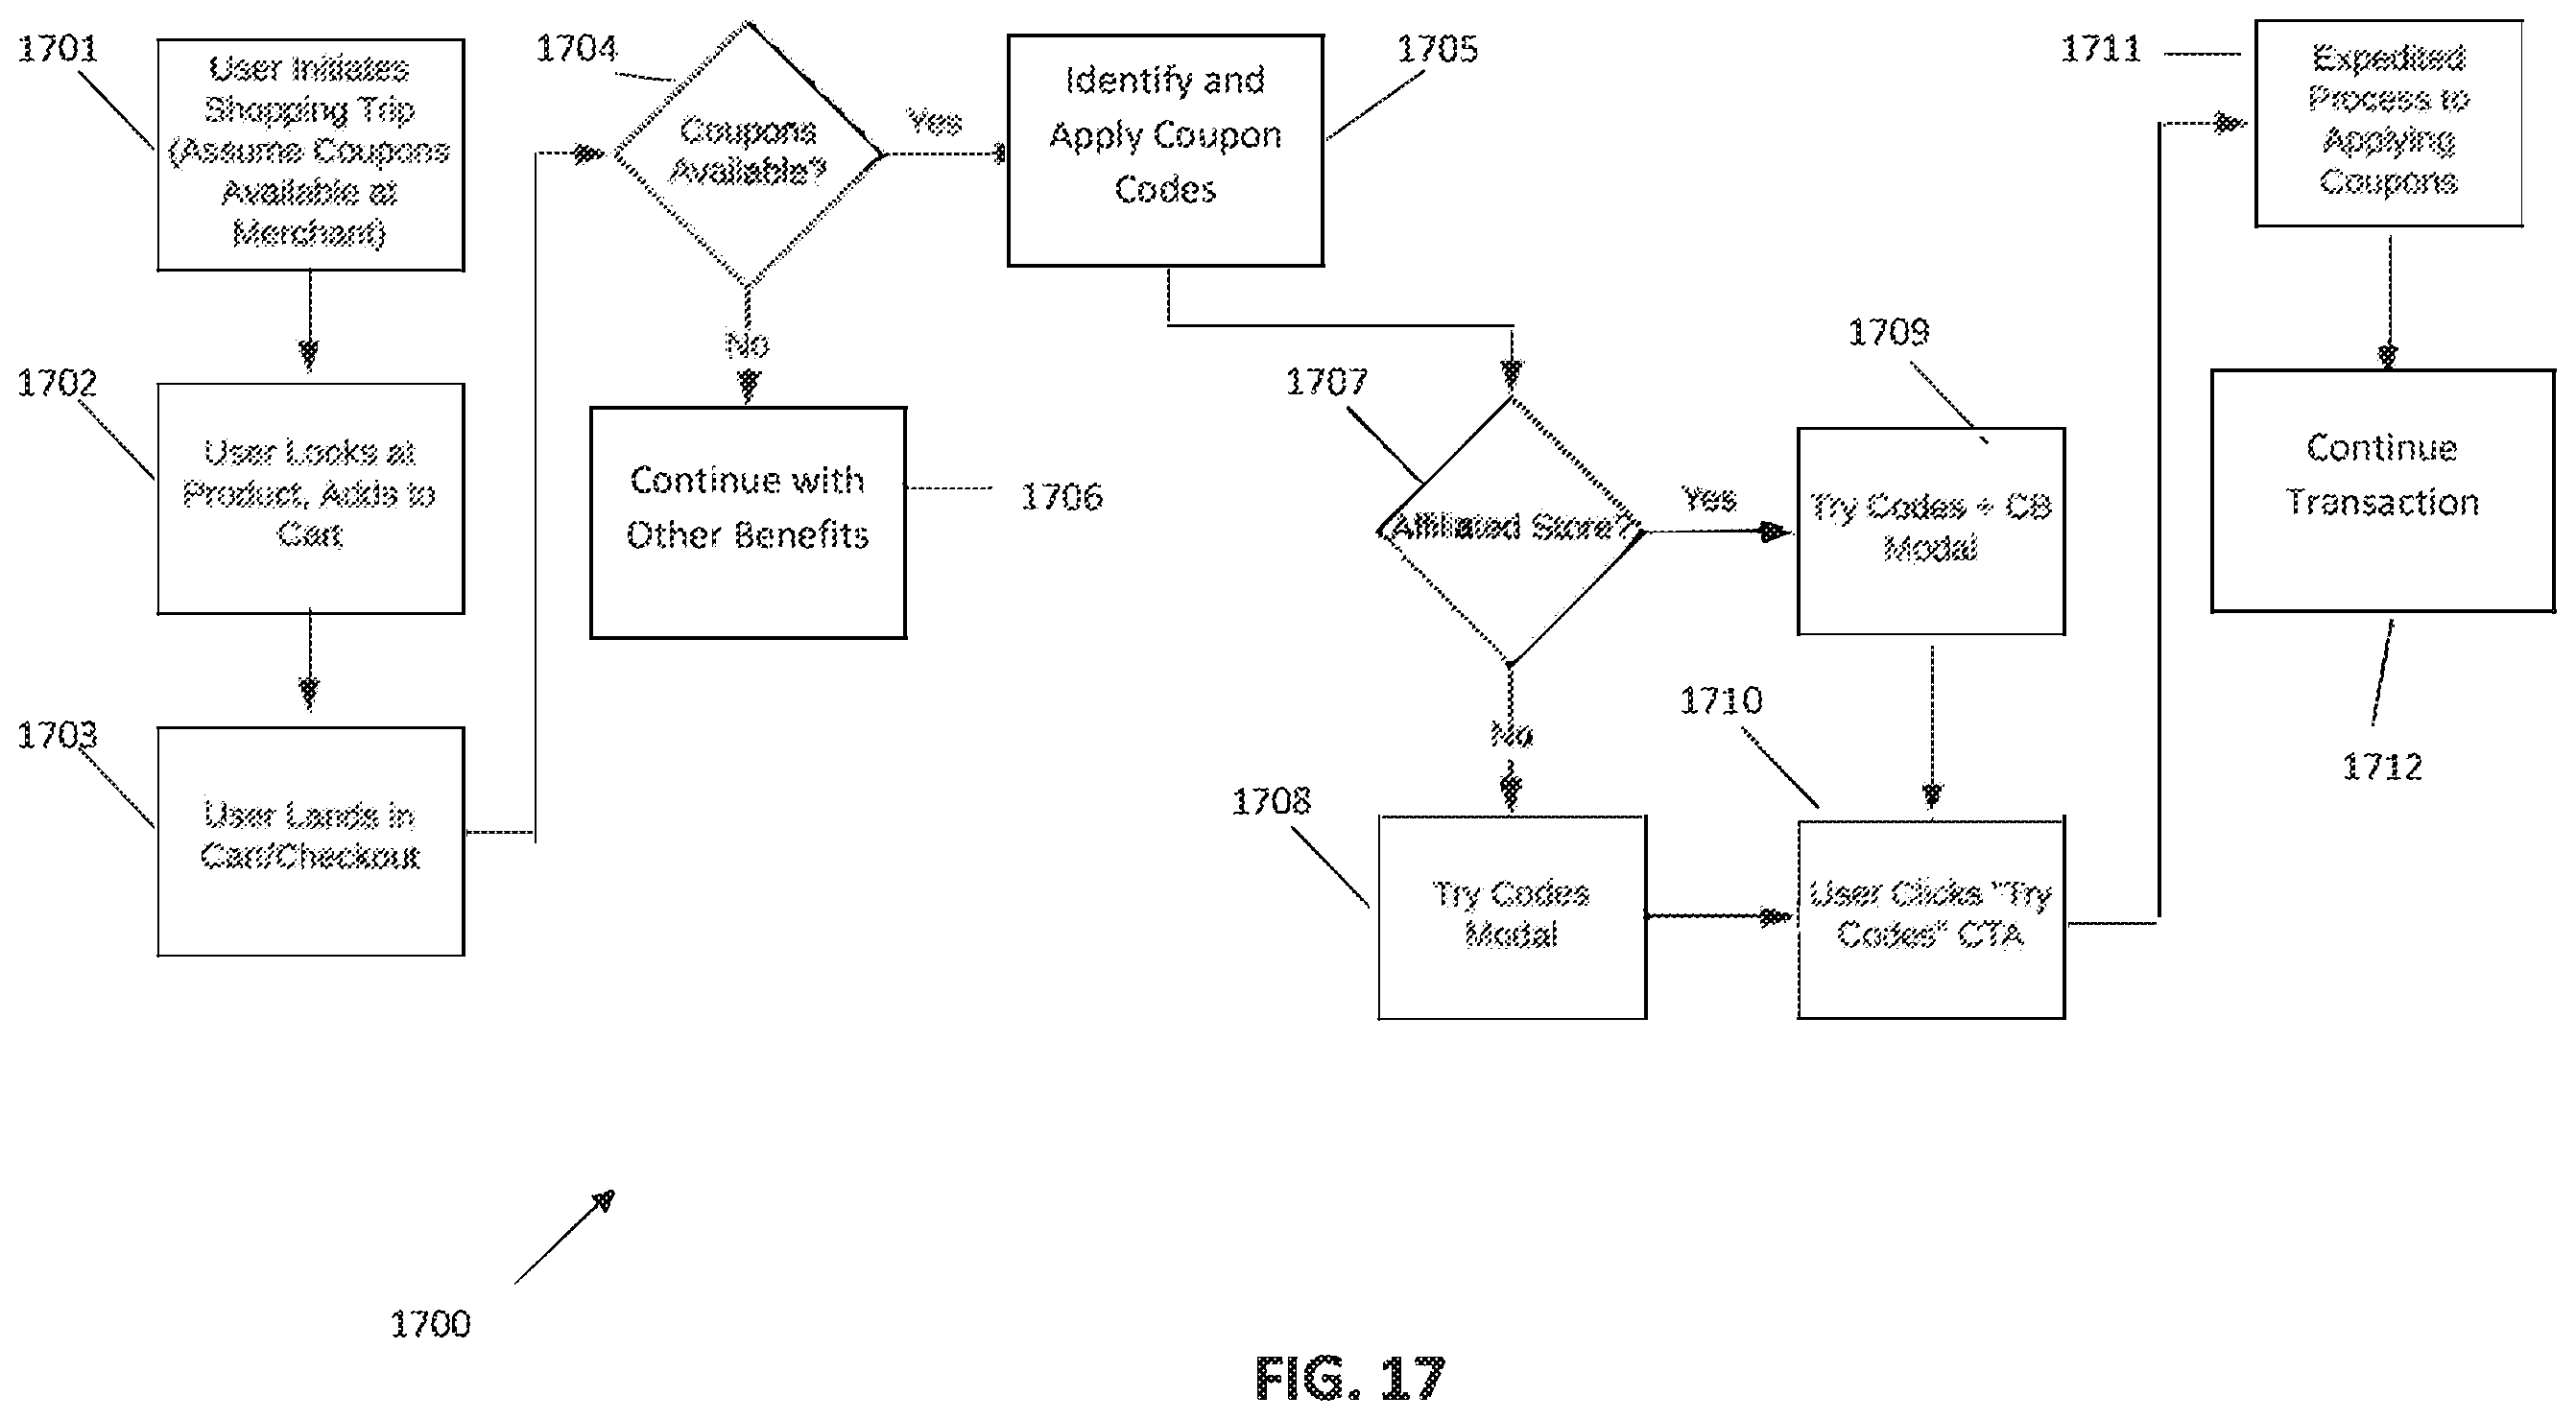 1701
User Initiates
Shopping Trip
(Assume Coupons
Available at
Merchant)
1702
User Looks at
Product, Adds to
Cart
1703
User Lands in
Cart/Checkout
1704
Coupons
Available?
Yes
No
1705
Identify and
Apply Coupon
Codes
Continue with
Other Benefits
1706
1707
Affiliated Store?
Yes
No
1709
Try Codes + CB
Modal
1708
Try Codes
Modal
1710
User Clicks "Try
Codes" CTA
1711
Expedited
Process to
Applying
Coupons
Continue
Transaction
1712
1700
FIG. 17